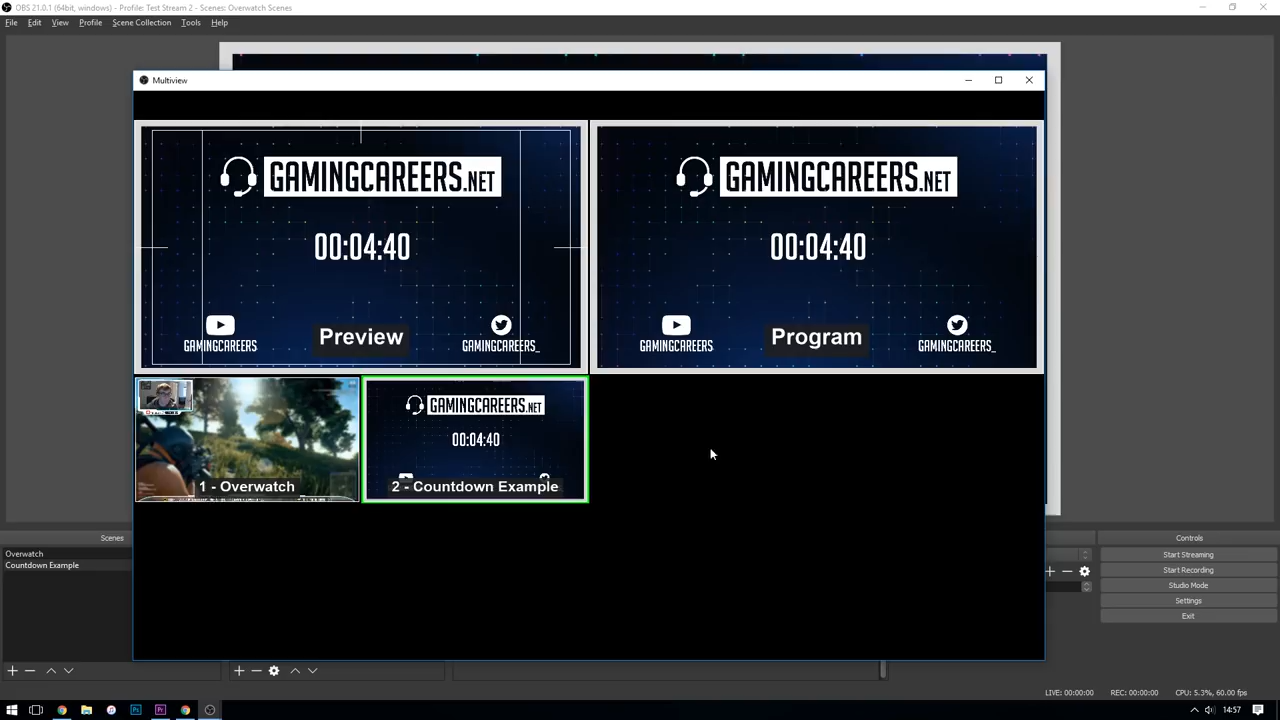 OBS 21.0.1 (64bit, windows) - Profile: Test Stream 2 - Scenes: Overwatch Scenes
File Edit View Profile Scene Collection Tools Help
Multiview
GAMINGCAREERS.NET
00:04:40
GAMINGCAREERS
Preview
GAMINGCAREERS_
GAMINGCAREERS.NET
00:04:40
GAMINGCAREERS
Program
GAMINGCAREERS_
1 - Overwatch
GAMINGCAREERS.NET
00:04:40
2 - Countdown Example
Scenes
Overwatch
Countdown Example
Controls
Start Streaming
Start Recording
Studio Mode
Settings
Exit
LIVE: 00:00:00 REC: 00:00:00 CPU: 5.3%, 60.00 fps
14:57